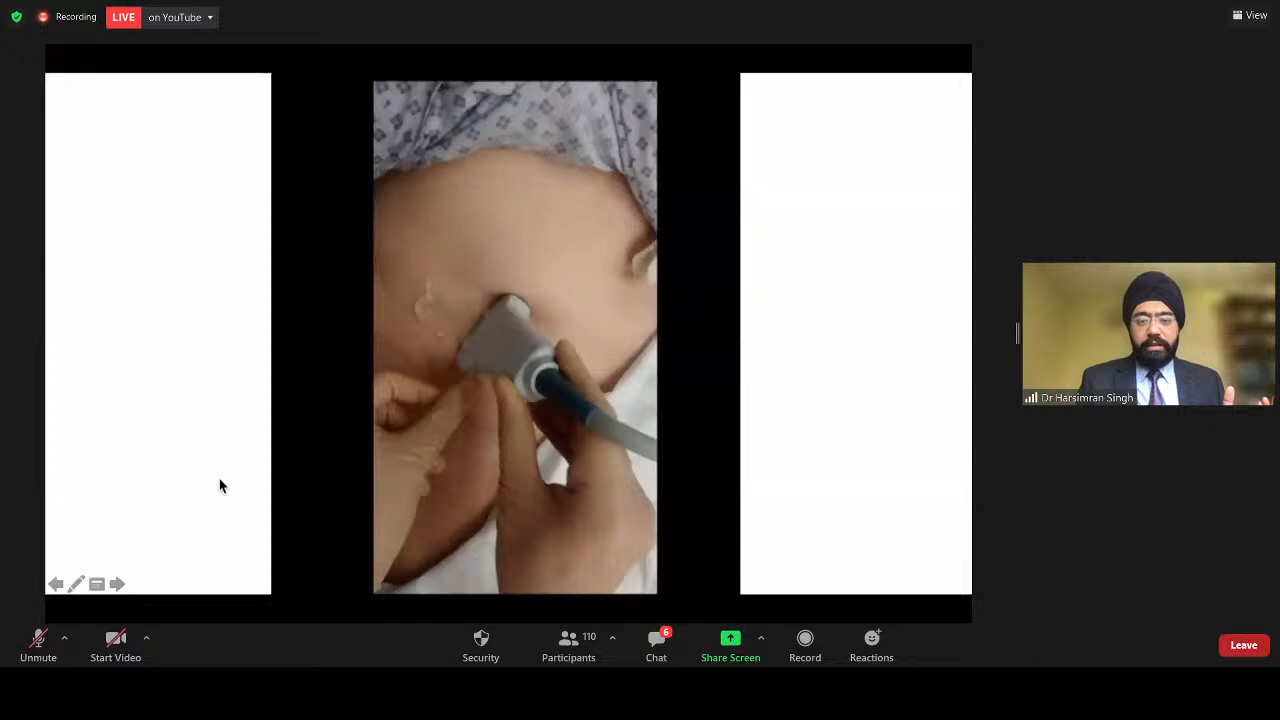 Recording
LIVE
on YouTube
View
Dr Harsimran Singh
Unmute
Start Video
Security
Participants
110
Chat
6
Share Screen
Record
Reactions
Leave